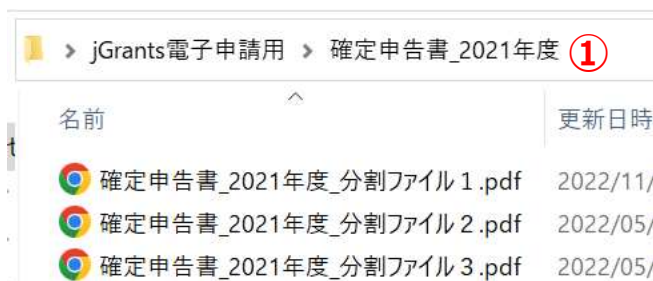 > jGrants電子申請用 > 確定申告書_2021年度 ①
名前 更新日時
確定申告書_2021年度_分割ファイル１.pdf 2022/11/
確定申告書_2021年度_分割ファイル２.pdf 2022/05/
確定申告書_2021年度_分割ファイル３.pdf 2022/05/